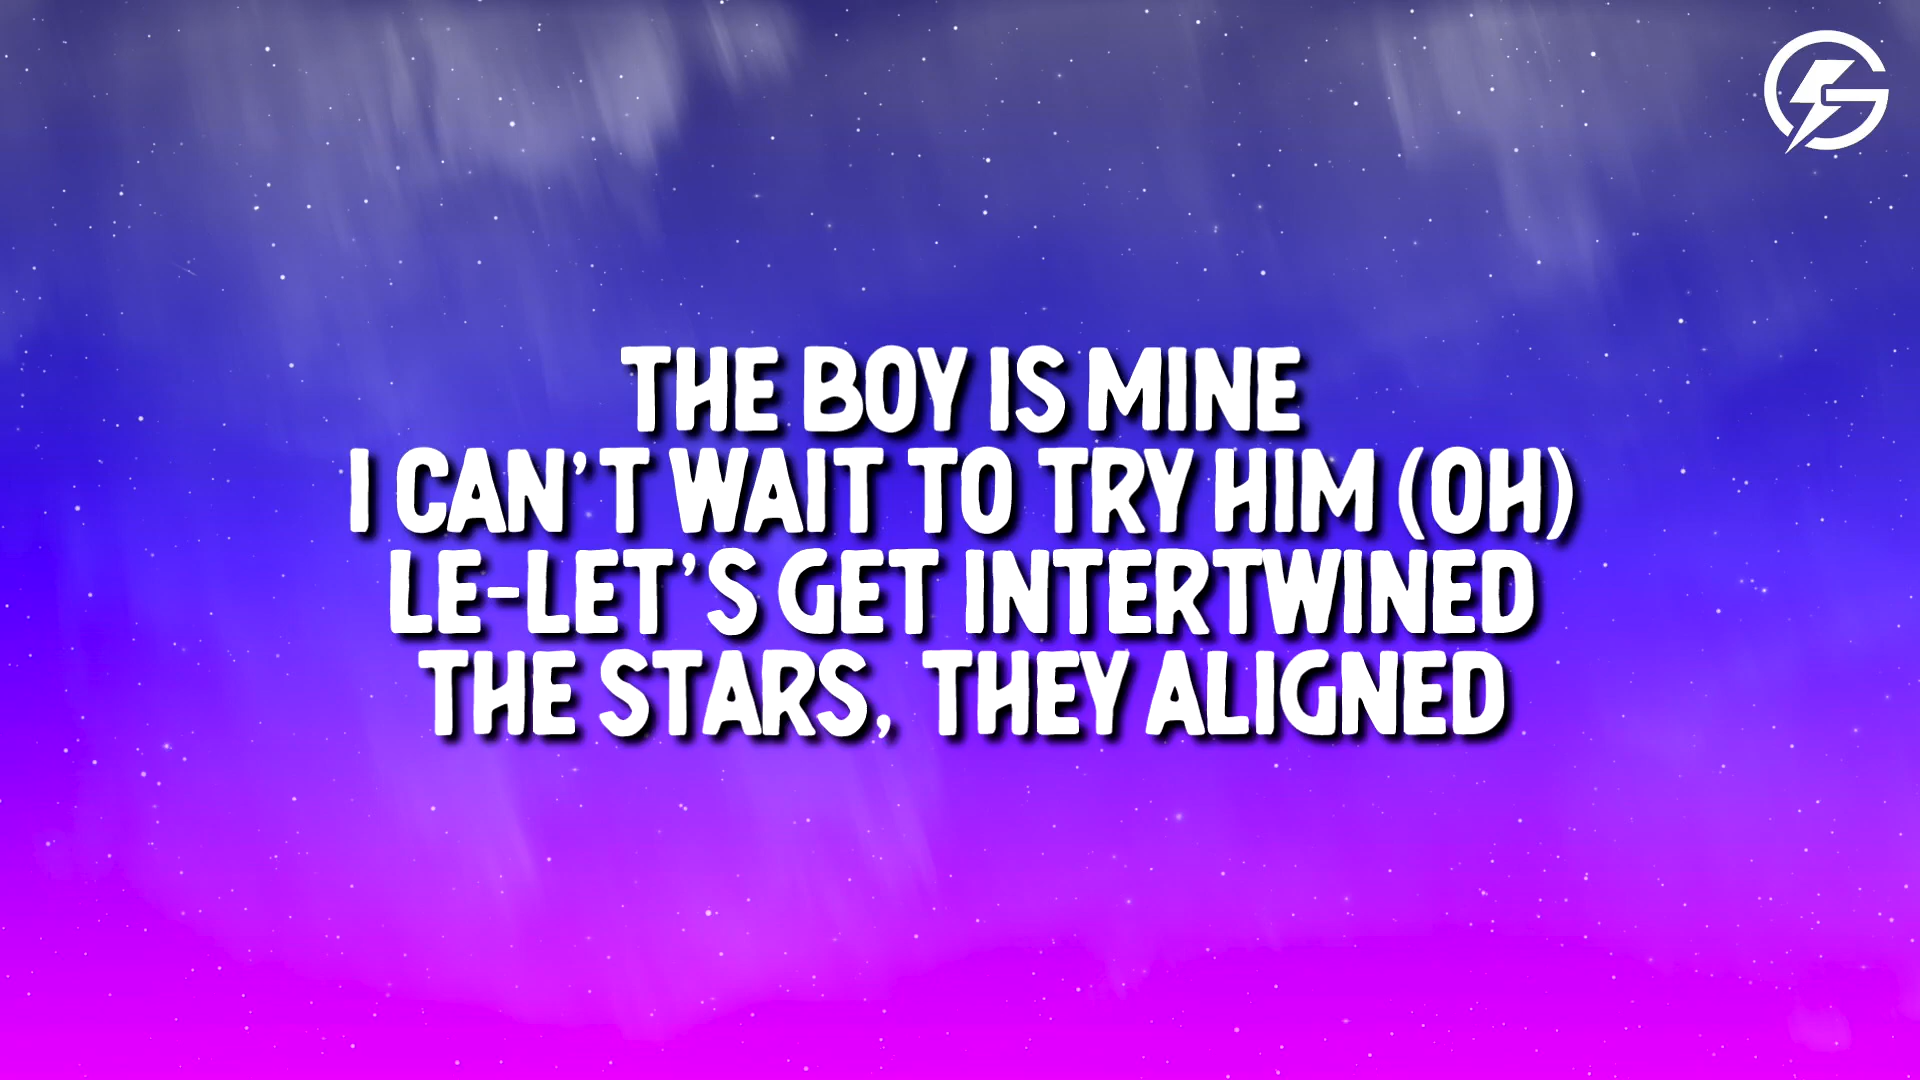 THE BOY IS MINE
I CAN'T WAIT TO TRY HIM (OH)
LE-LET'S GET INTERTWINED
THE STARS, THEY ALIGNED